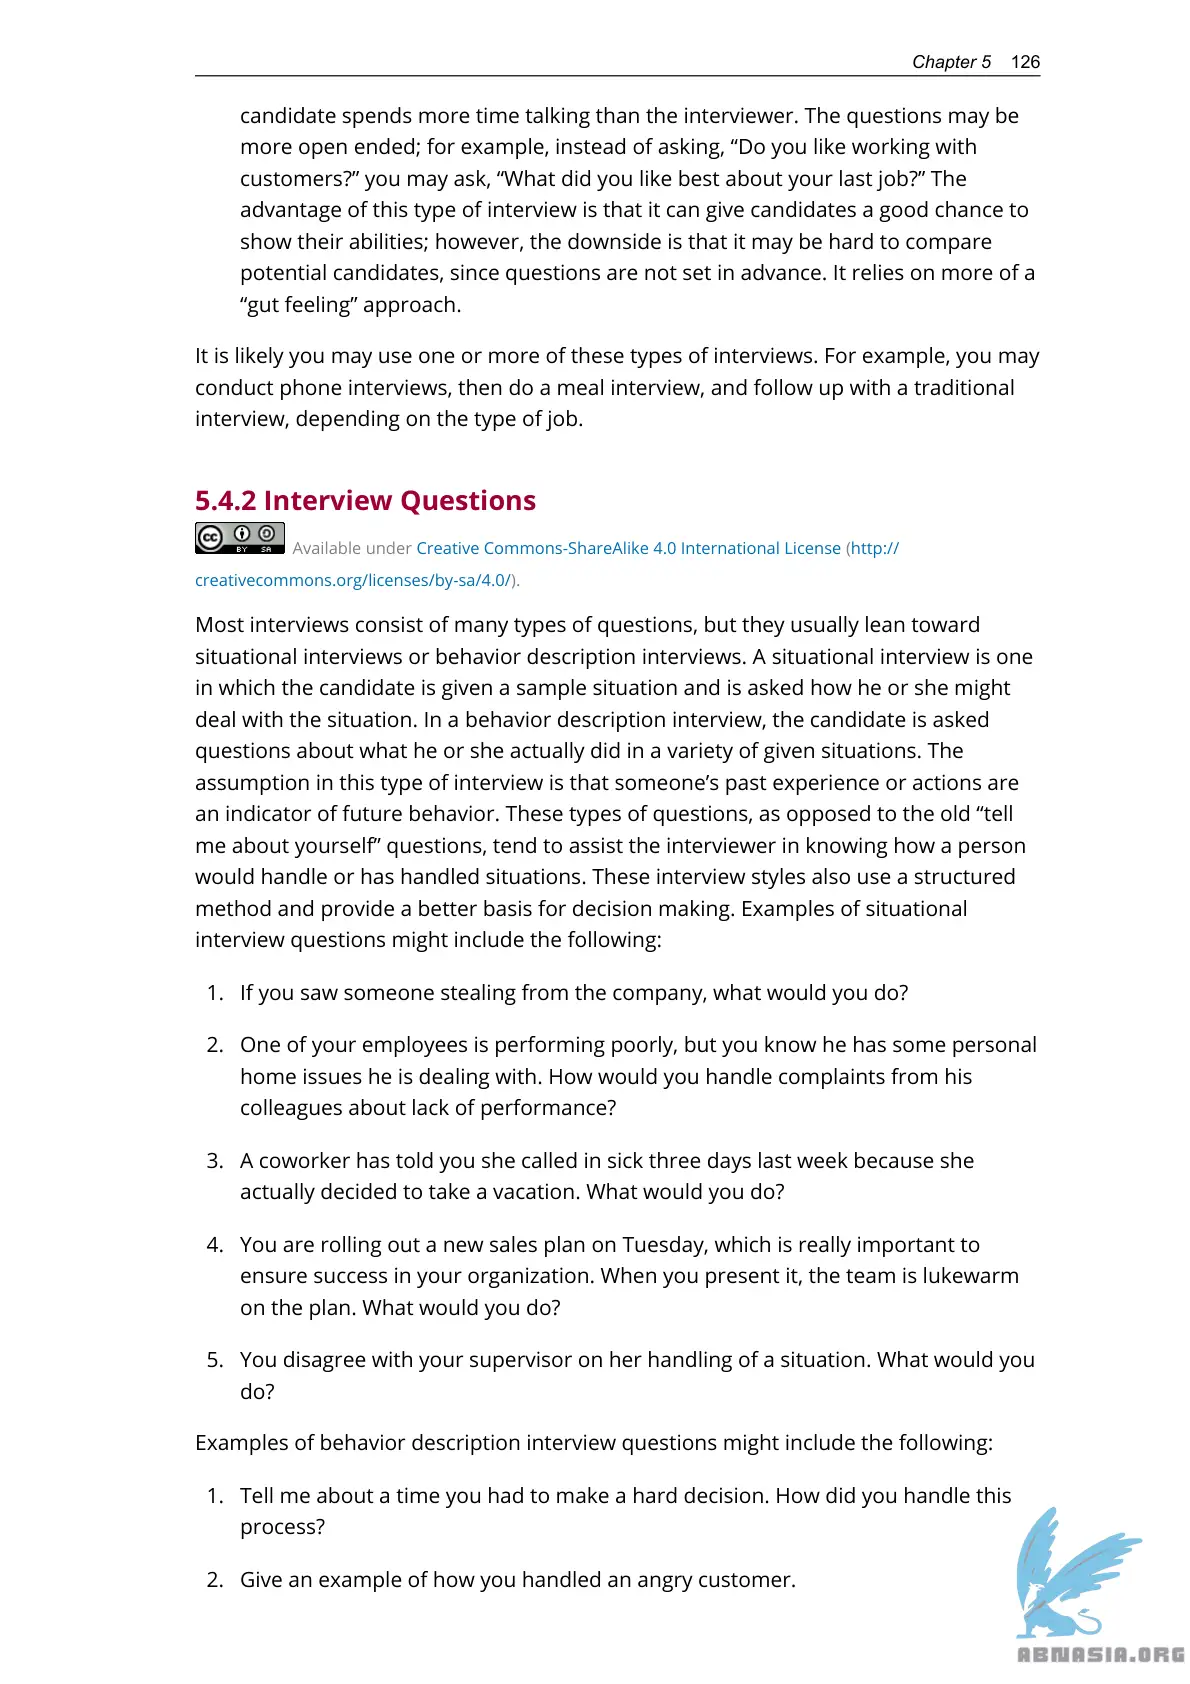 Chapter 5 126
candidate spends more time talking than the interviewer. The questions may be
more open ended; for example, instead of asking, “Do you like working with
customers?” you may ask, “What did you like best about your last job?” The
advantage of this type of interview is that it can give candidates a good chance to
show their abilities; however, the downside is that it may be hard to compare
potential candidates, since questions are not set in advance. It relies on more of a
“gut feeling” approach.
It is likely you may use one or more of these types of interviews. For example, you may
conduct phone interviews, then do a meal interview, and follow up with a traditional
interview, depending on the type of job.
5.4.2 Interview Questions
cc BY SA Available under Creative Commons-ShareAlike 4.0 International License (http://
creativecommons.org/licenses/by-sa/4.0/).
Most interviews consist of many types of questions, but they usually lean toward
situational interviews or behavior description interviews. A situational interview is one
in which the candidate is given a sample situation and is asked how he or she might
deal with the situation. In a behavior description interview, the candidate is asked
questions about what he or she actually did in a variety of given situations. The
assumption in this type of interview is that someone’s past experience or actions are
an indicator of future behavior. These types of questions, as opposed to the old “tell
me about yourself” questions, tend to assist the interviewer in knowing how a person
would handle or has handled situations. These interview styles also use a structured
method and provide a better basis for decision making. Examples of situational
interview questions might include the following:
1. If you saw someone stealing from the company, what would you do?
2. One of your employees is performing poorly, but you know he has some personal
home issues he is dealing with. How would you handle complaints from his
colleagues about lack of performance?
3. A coworker has told you she called in sick three days last week because she
actually decided to take a vacation. What would you do?
4. You are rolling out a new sales plan on Tuesday, which is really important to
ensure success in your organization. When you present it, the team is lukewarm
on the plan. What would you do?
5. You disagree with your supervisor on her handling of a situation. What would you
do?
Examples of behavior description interview questions might include the following:
1. Tell me about a time you had to make a hard decision. How did you handle this
process?
2. Give an example of how you handled an angry customer.
ABNASIA.ORG